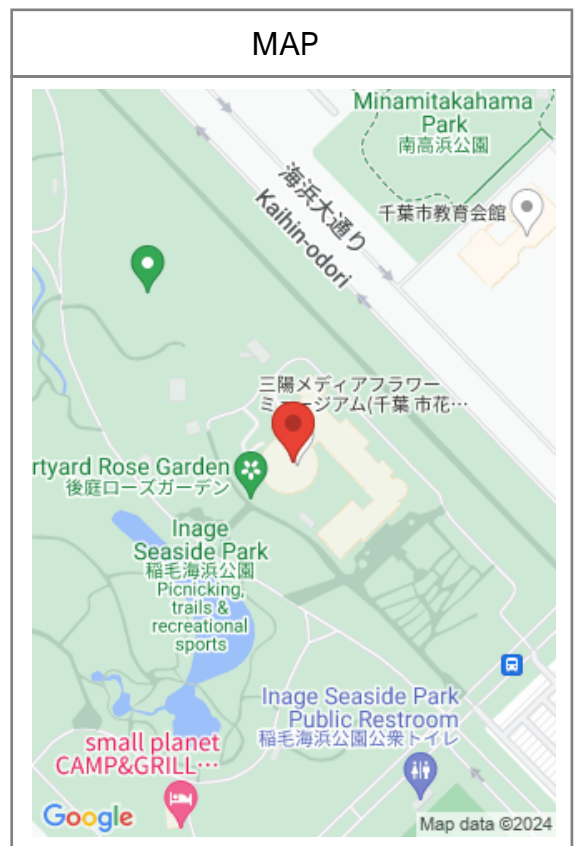 MAP
Minamitakahama
Park
南高浜公園
海浜大通り
Kaihin-odori
千葉市教育会館
三陽メディアフラワー
ミュージアム(千葉 市花…
rtyard Rose Garden
後庭ローズガーデン
Inage
Seaside Park
稲毛海浜公園
Picnicking,
trails &
recreational
sports
Inage Seaside Park
Public Restroom
稲毛海浜公園公衆トイレ
small planet
CAMP&GRILL…
Google
Map data ©2024